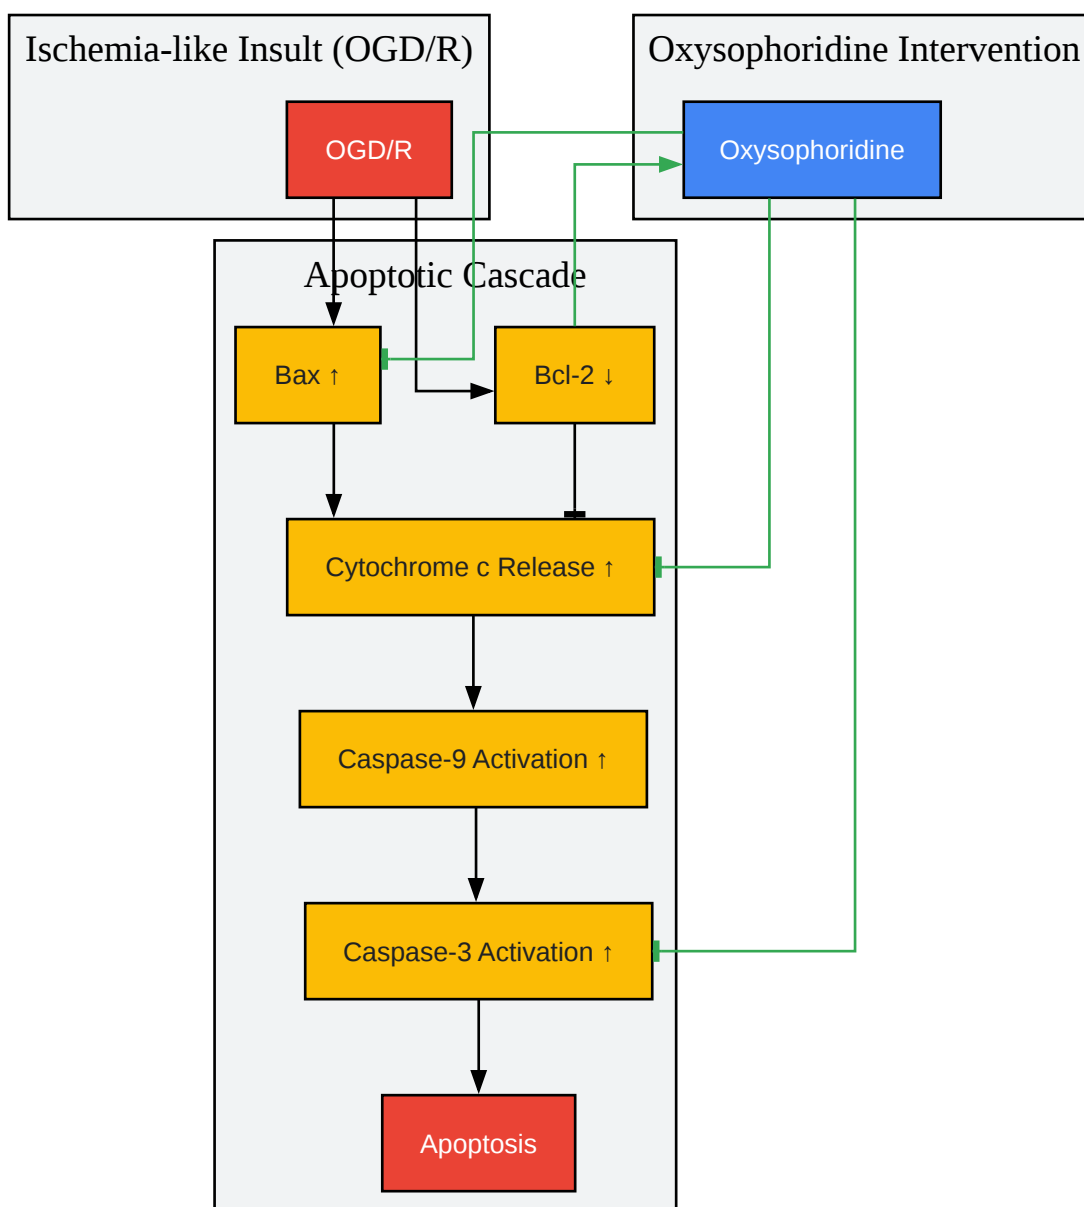 Ischemia-like Insult (OGD/R)
Oxysophoridine Intervention
OGD/R
Oxysophoridine
Apoptotic Cascade
Bax ↑
Bcl-2 ↓
Cytochrome c Release ↑
Caspase-9 Activation ↑
Caspase-3 Activation ↑
Apoptosis